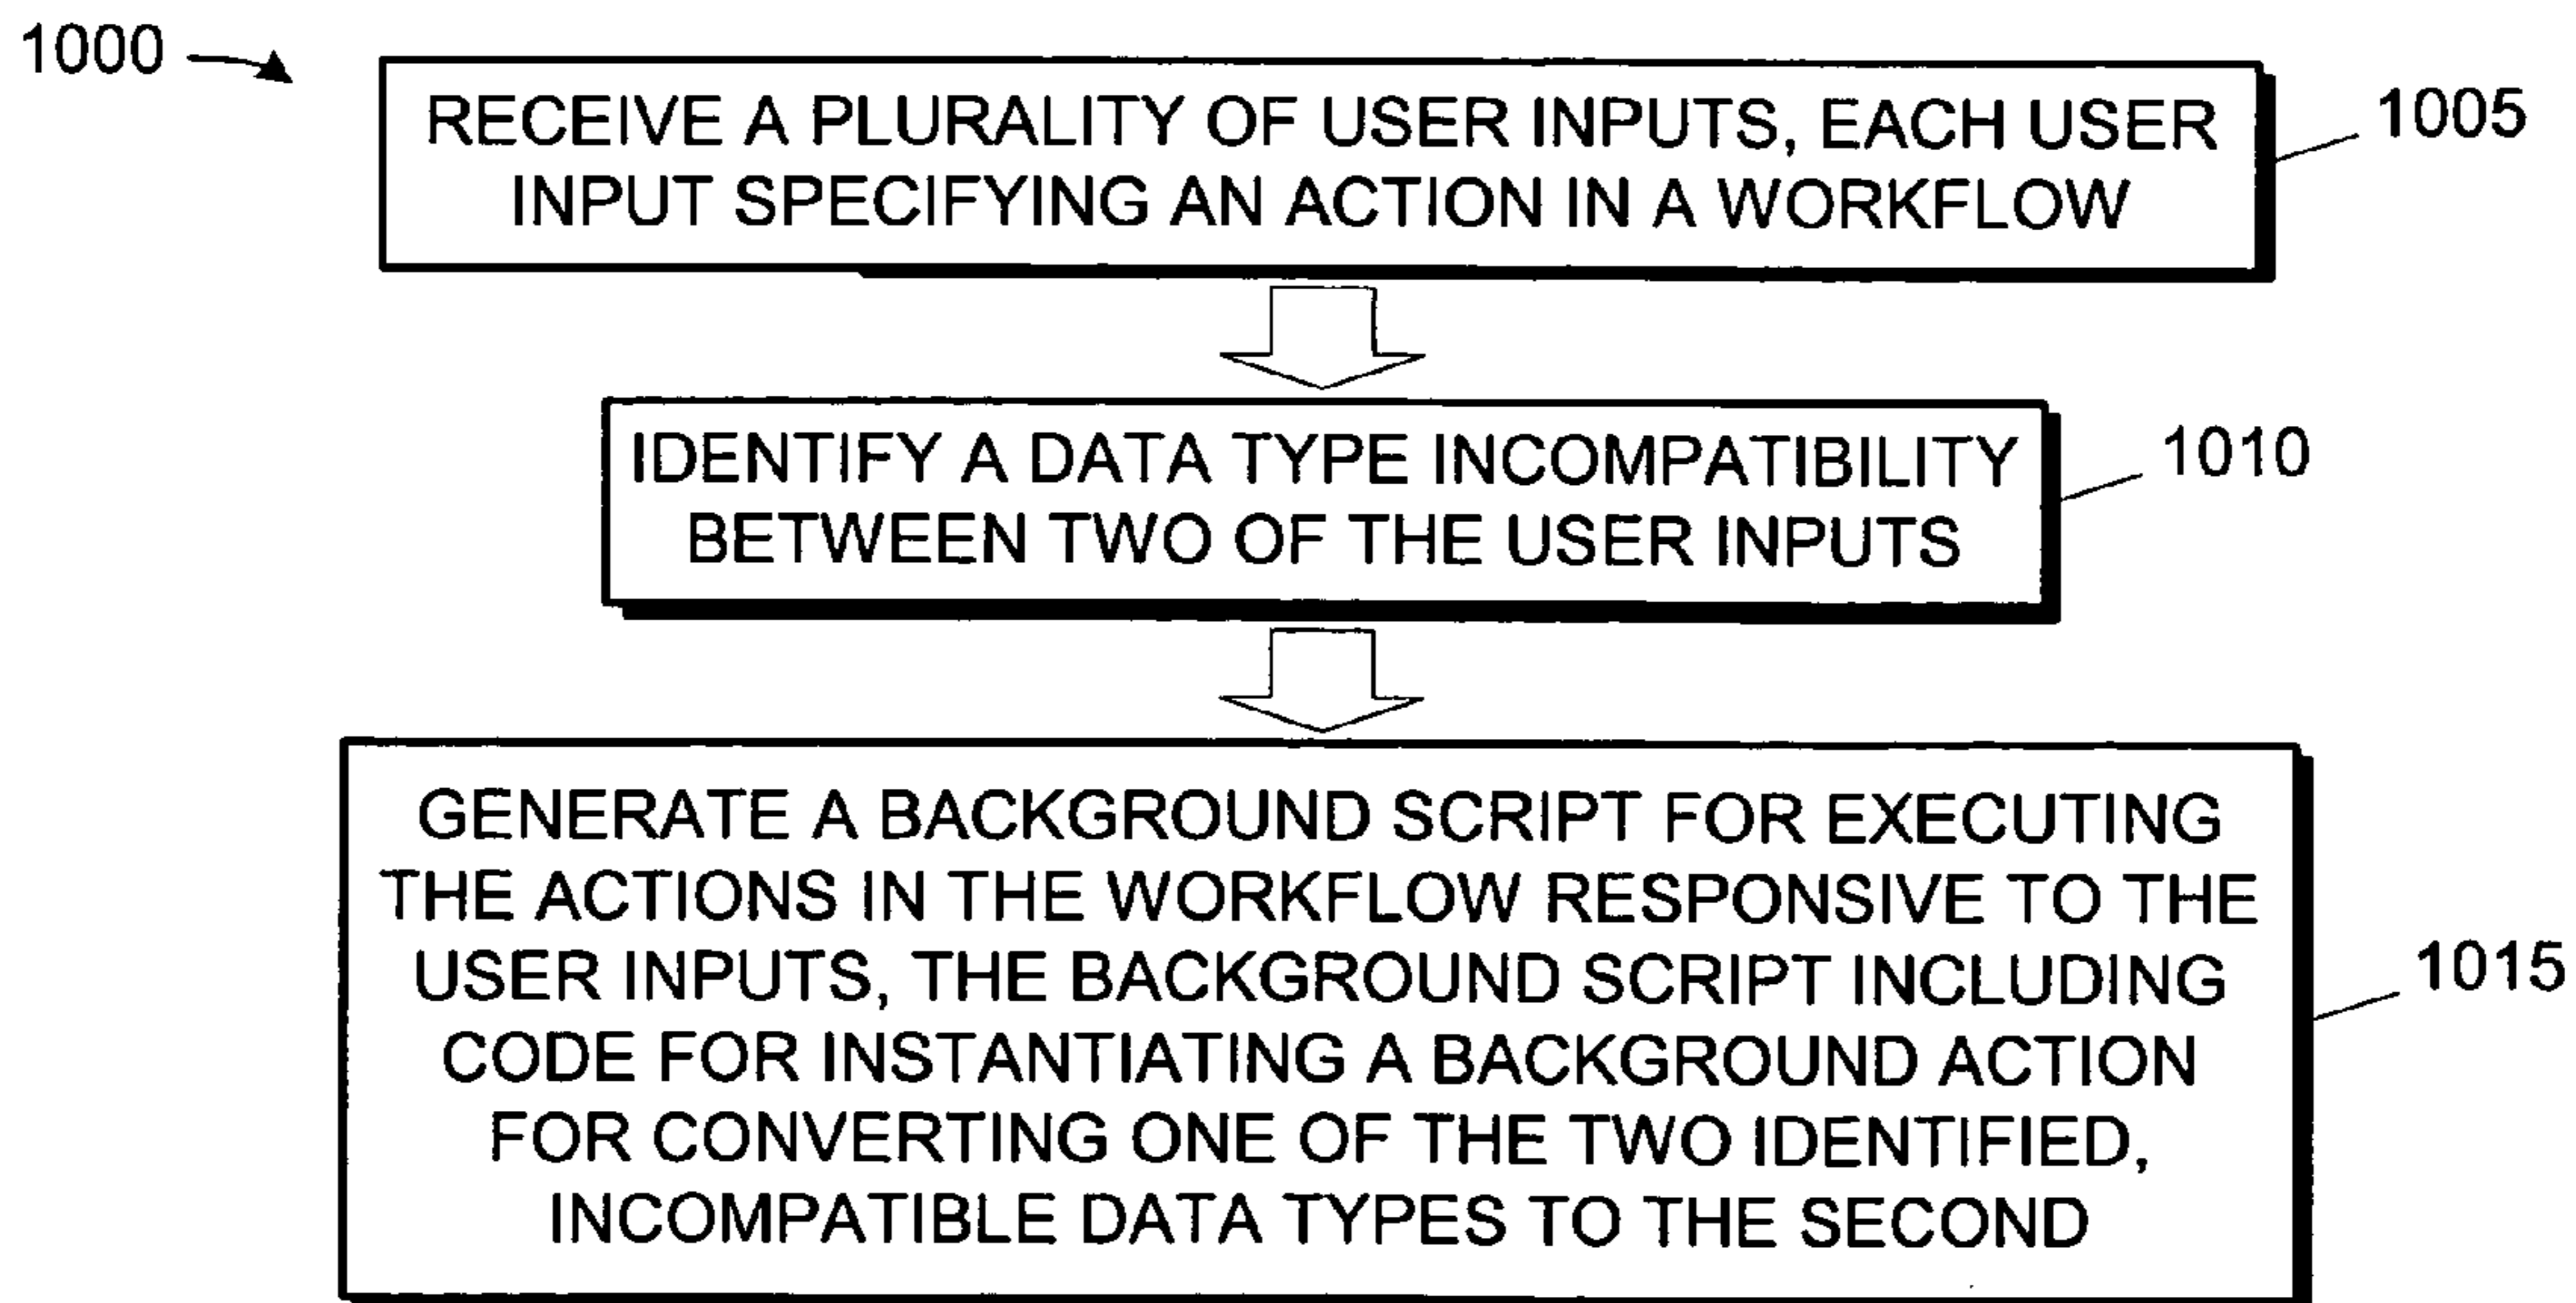 1000
RECEIVE A PLURALITY OF USER INPUTS, EACH USER
INPUT SPECIFYING AN ACTION IN A WORKFLOW
1005
IDENTIFY A DATA TYPE INCOMPATIBILITY
BETWEEN TWO OF THE USER INPUTS
1010
GENERATE A BACKGROUND SCRIPT FOR EXECUTING
THE ACTIONS IN THE WORKFLOW RESPONSIVE TO THE
USER INPUTS, THE BACKGROUND SCRIPT INCLUDING
CODE FOR INSTANTIATING A BACKGROUND ACTION
FOR CONVERTING ONE OF THE TWO IDENTIFIED,
INCOMPATIBLE DATA TYPES TO THE SECOND
1015